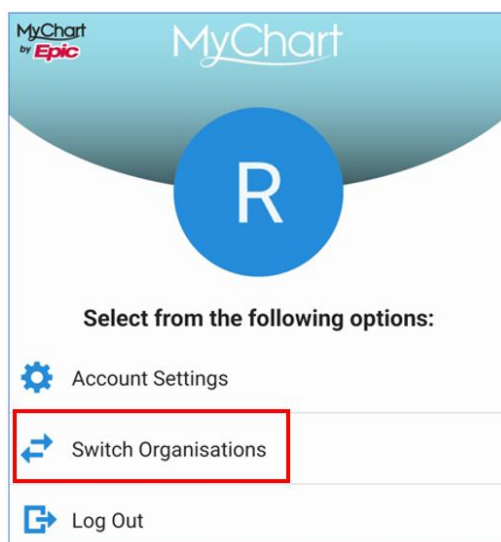 MyChart
by Epic
MyChart
R
Select from the following options:
Account Settings
Switch Organisations
Log Out